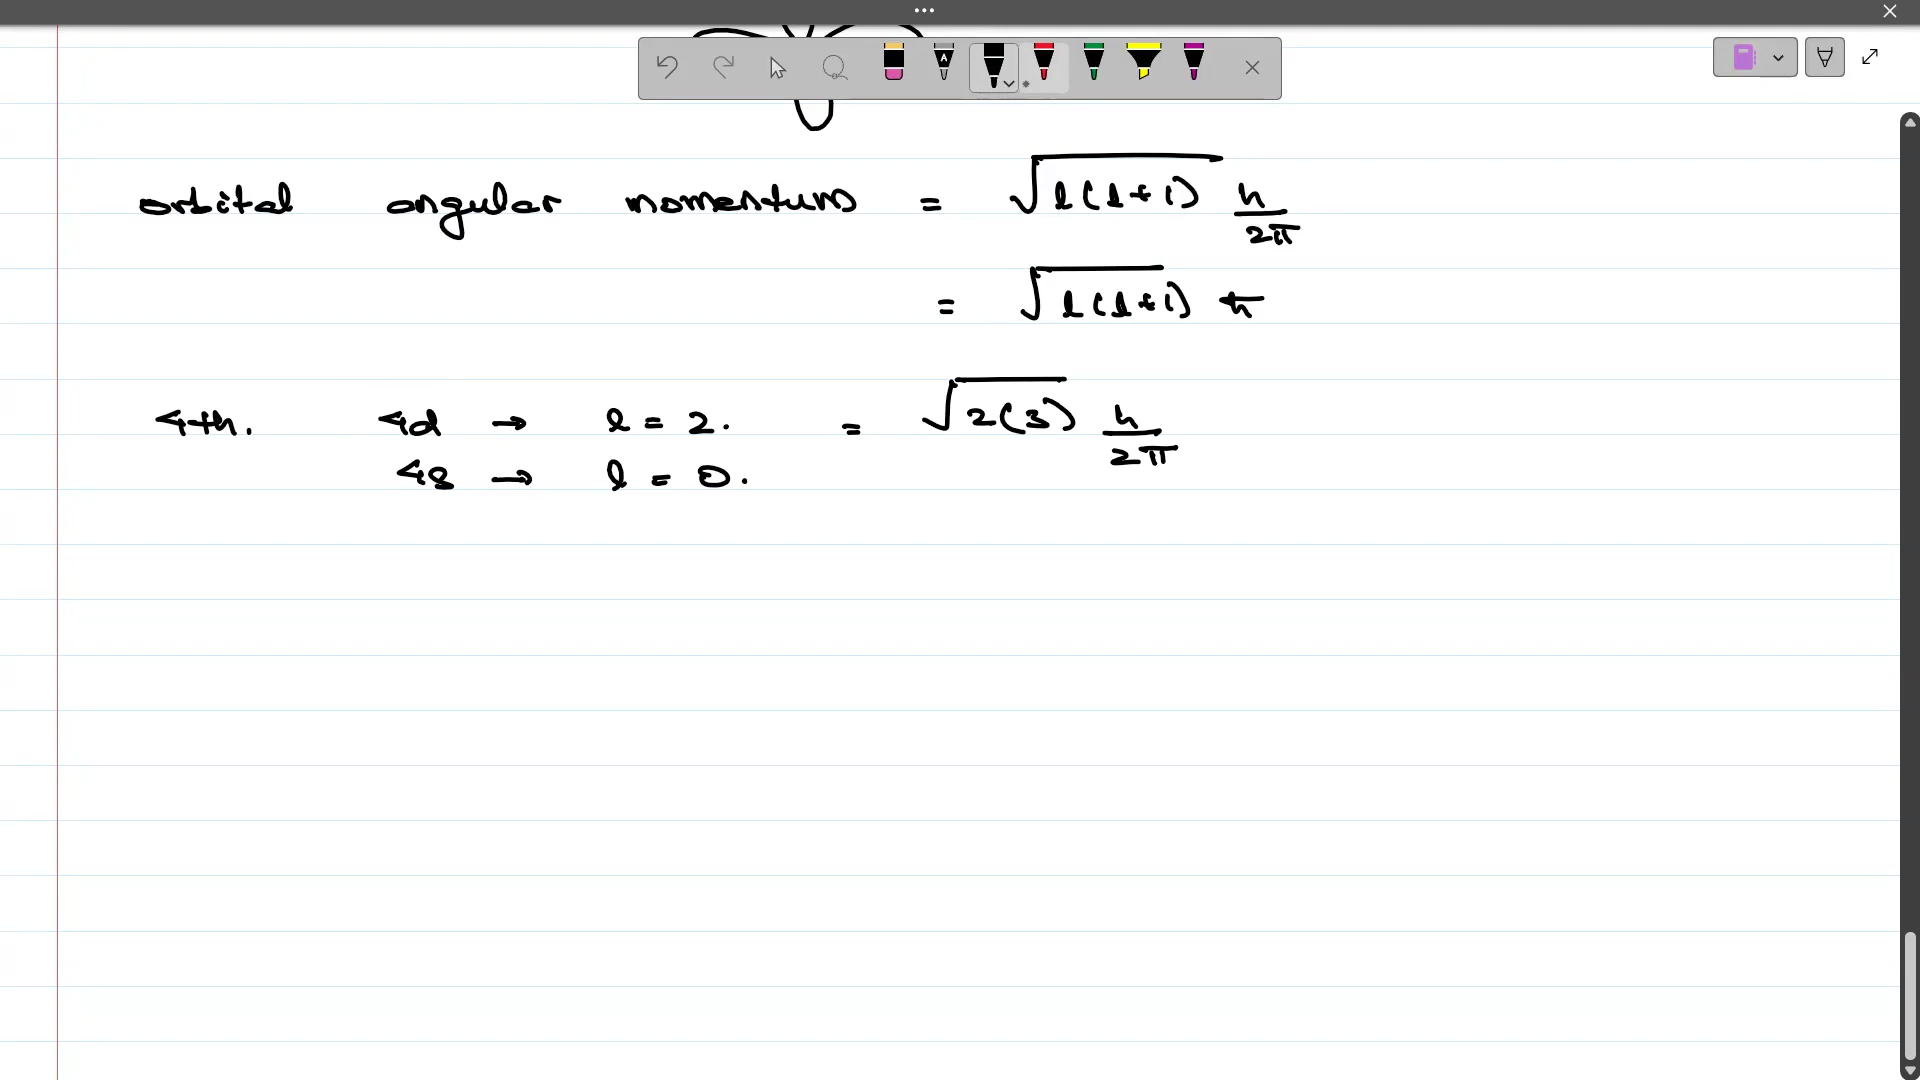 orbital angular momentum = √l(l+1) h/2π
= √l(l+1) ħ
4th. 4d → l = 2. = √2(3) h/2π
4s → l = 0.